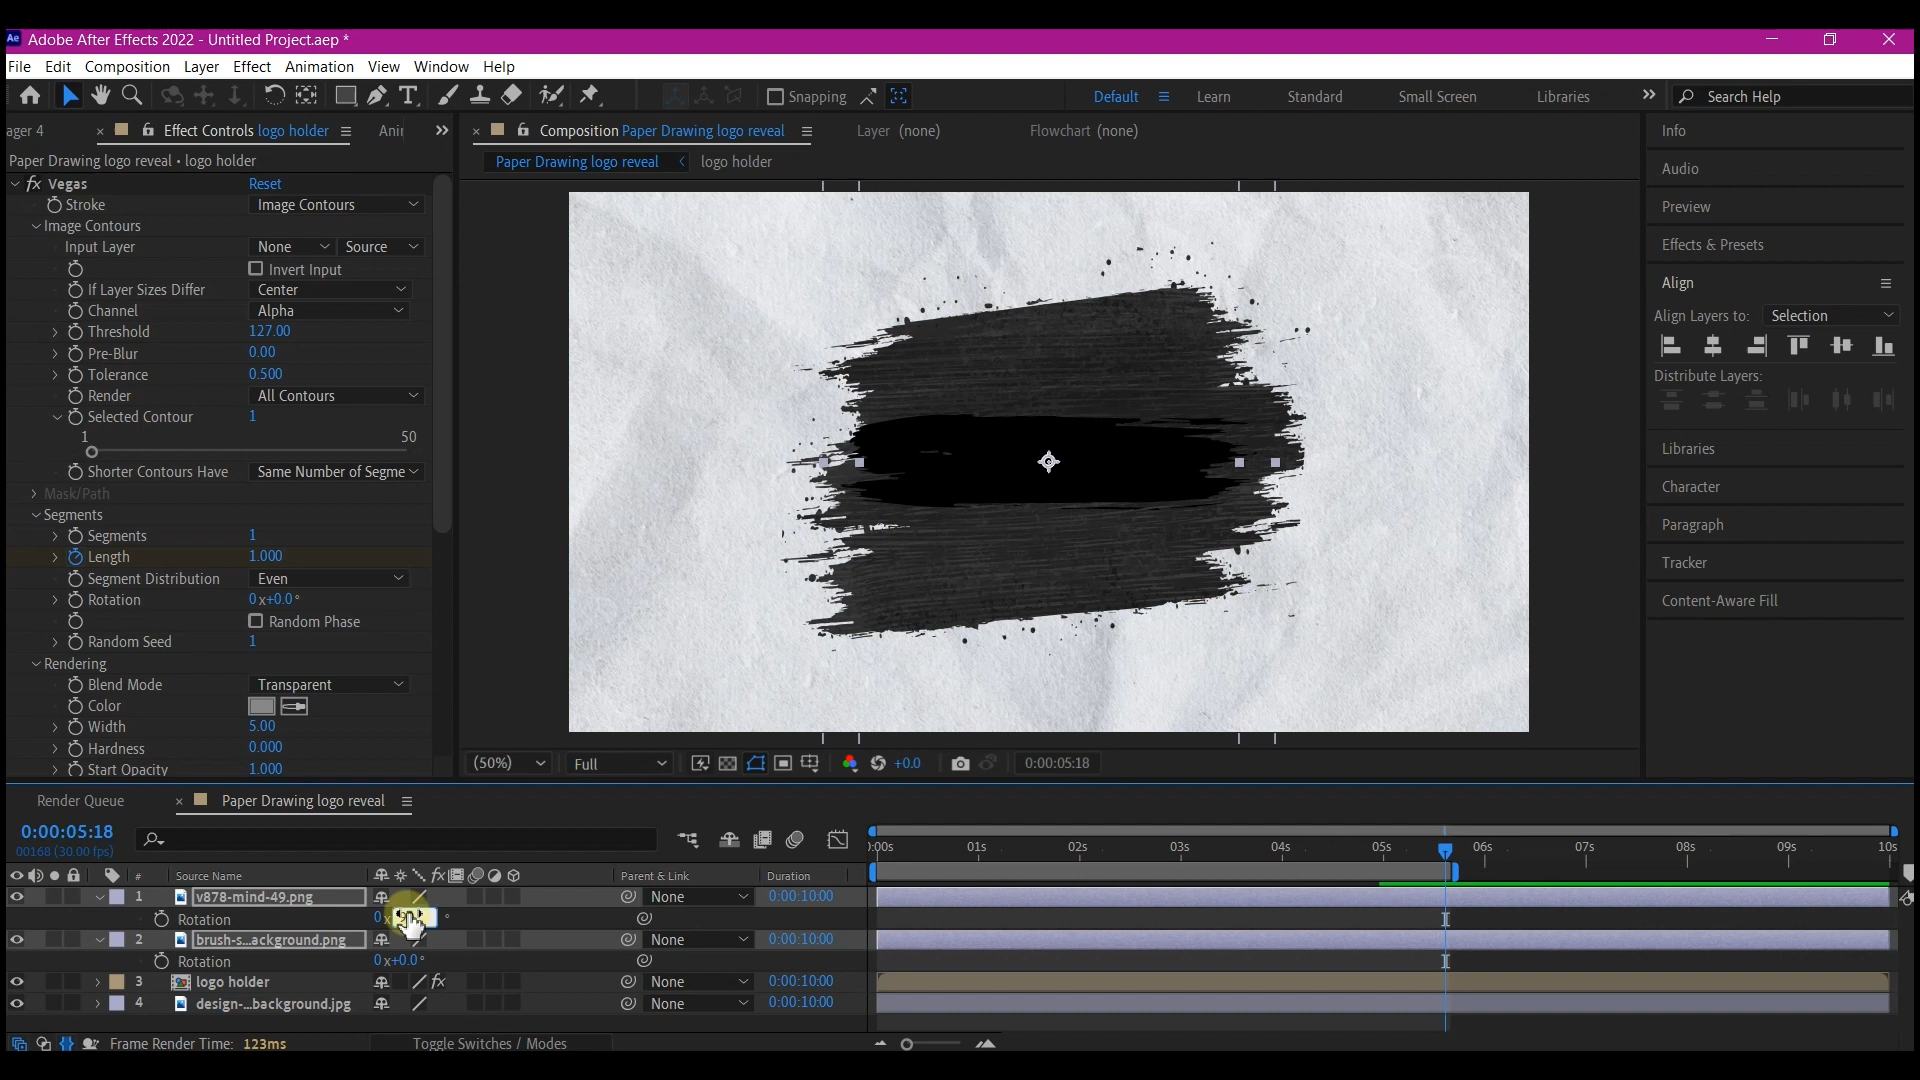 Ae Adobe After Effects 2022 - Untitled Project.aep *
File Edit Composition Layer Effect Animation View Window Help
Snapping
Default Learn Standard Small Screen Libraries Search Help
ager 4 × Effect Controls logo holder Ani
× Composition Paper Drawing logo reveal Layer (none) Flowchart (none)
Paper Drawing logo reveal • logo holder
Paper Drawing logo reveal logo holder
fx Vegas Reset
Stroke Image Contours
Image Contours
Input Layer None Source
Invert Input
If Layer Sizes Differ Center
Channel Alpha
Threshold 127.00
Pre-Blur 0.00
Tolerance 0.500
Render All Contours
Selected Contour 1
1 50
Shorter Contours Have Same Number of Segme
Mask/Path
Segments
Segments 1
Length 1.000
Segment Distribution Even
Rotation 0x+0.0°
Random Phase
Random Seed 1
Rendering
Blend Mode Transparent
Color
Width 5.00
Hardness 0.000
Start Opacity 1.000
(50%) Full +0.0 0:00:05:18
Info
Audio
Preview
Effects & Presets
Align
Align Layers to: Selection
Distribute Layers:
Libraries
Character
Paragraph
Tracker
Content-Aware Fill
Render Queue × Paper Drawing logo reveal
0:00:05:18
00168 (30.00 fps)
):00s 01s 02s 03s 04s 05s 06s 07s 08s 09s 10s
# Source Name fx Parent & Link Duration
1 v878-mind-49.png None 0:00:10:00
Rotation 0x °
2 brush-s...ackground.png None 0:00:10:00
Rotation 0x+0.0°
3 logo holder fx None 0:00:10:00
4 design-...background.jpg None 0:00:10:00
Frame Render Time: 123ms Toggle Switches / Modes